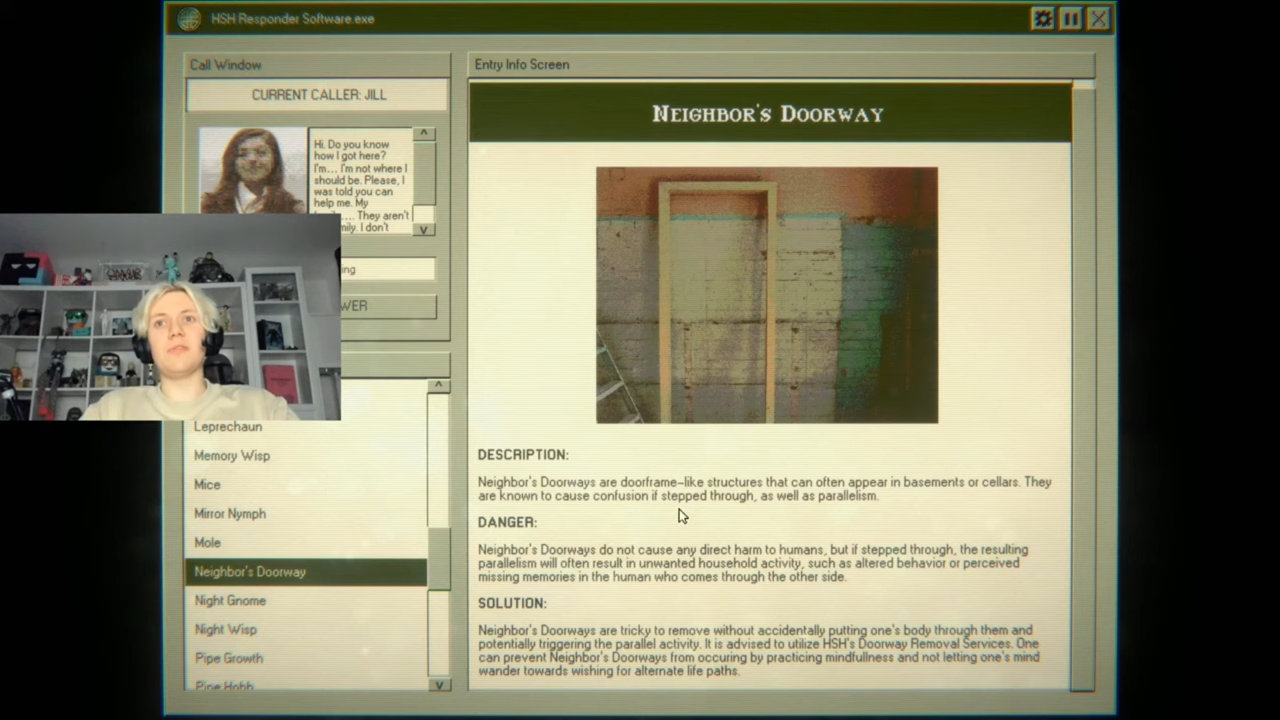 HSH Responder Software.exe
Call Window
CURRENT CALLER: JILL
Hi. Do you know
how I got here?
I'm... I'm not where I
should be. Please, I
was told you can
help me. My
They aren't
I don't
Entry Info Screen
Neighbor's Doorway
DESCRIPTION:
Neighbor's Doorways are doorframe-like structures that can often appear in basements or cellars. They
are known to cause confusion if stepped through, as well as parallelism.
DANGER:
Neighbor's Doorways do not cause any direct harm to humans, but if stepped through, the resulting
parallelism will often result in unwanted household activity, such as altered behavior or perceived
missing memories in the human who comes through the other side.
SOLUTION:
Neighbor's Doorways are tricky to remove without accidentally putting one's body through them and
potentially triggering the parallel activity. It is advised to utilize HSH's Doorway Removal Services. One
can prevent Neighbor's Doorways from occuring by practicing mindfullness and not letting one's mind
wander towards wishing for alternate life paths.
Leprechaun
Memory Wisp
Mice
Mirror Nymph
Mole
Neighbor's Doorway
Night Gnome
Night Wisp
Pipe Growth
Pipe Hobb